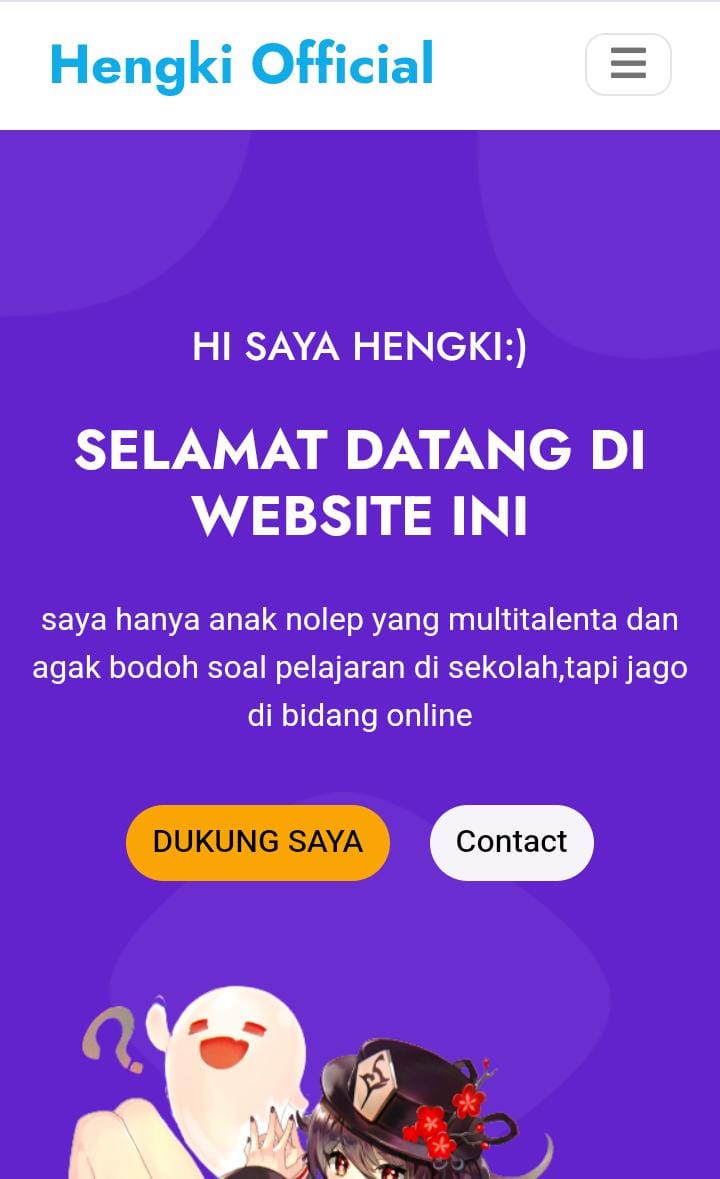 Hengki Official
HI SAYA HENGKI:)
SELAMAT DATANG DI
WEBSITE INI
saya hanya anak nolep yang multitalenta dan
agak bodoh soal pelajaran di sekolah,tapi jago
di bidang online
DUKUNG SAYA
Contact
?